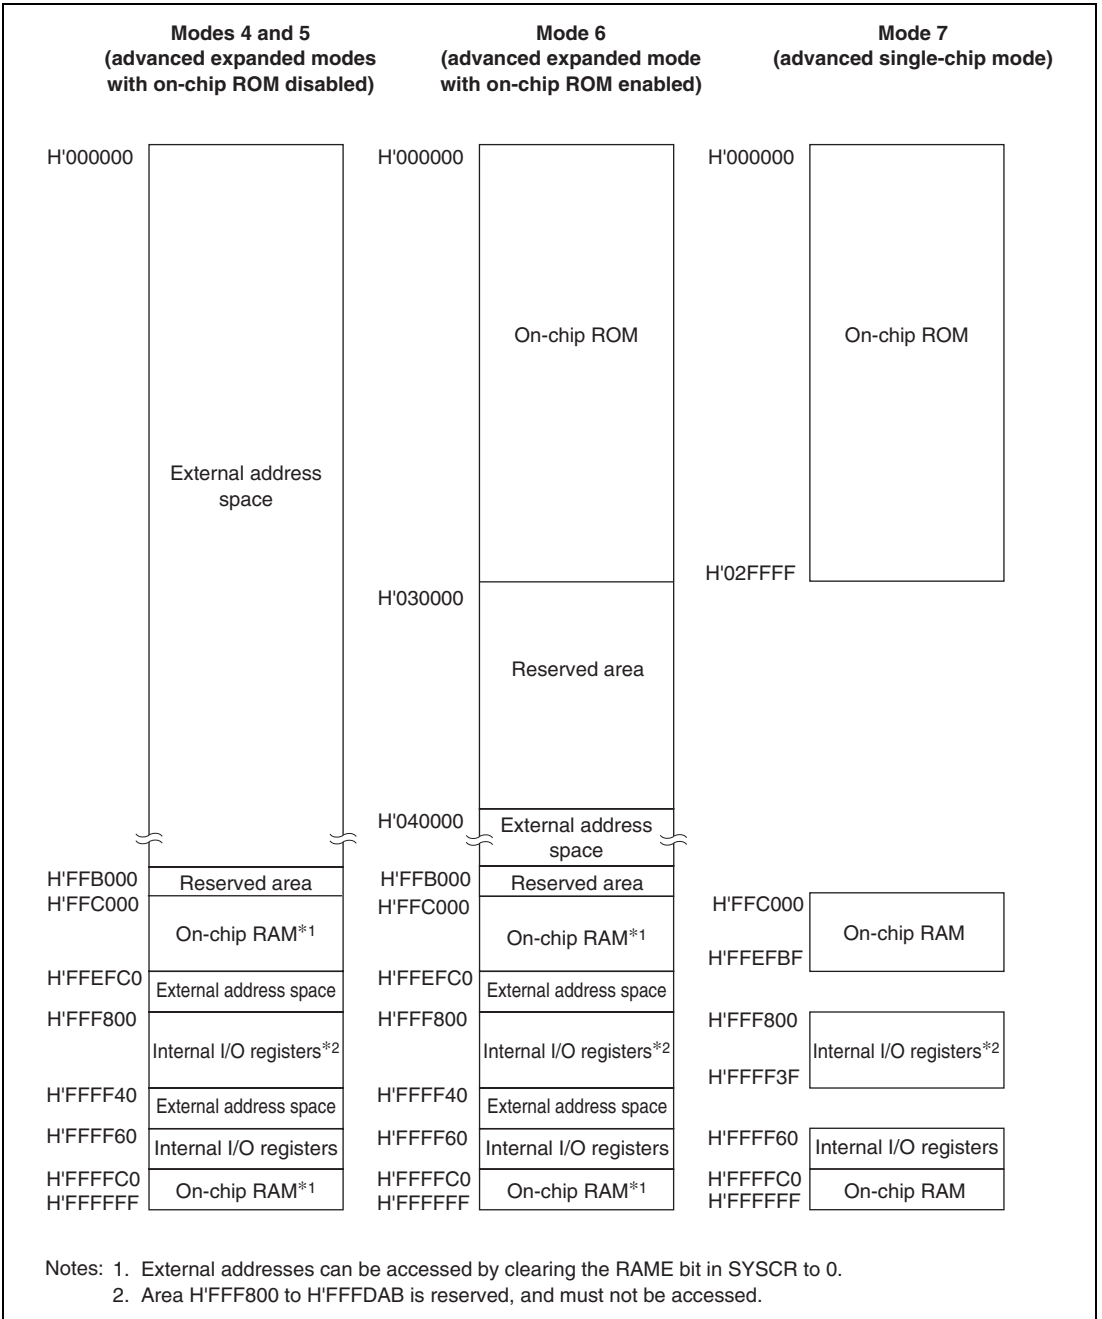 Modes 4 and 5
(advanced expanded modes
with on-chip ROM disabled)
Mode 6
(advanced expanded mode
with on-chip ROM enabled)
Mode 7
(advanced single-chip mode)
H'000000
External address
space
H'FFB000
Reserved area
H'FFC000
On-chip RAM*1
H'FFEFC0
External address space
H'FFF800
Internal I/O registers*2
H'FFFF40
External address space
H'FFFF60
Internal I/O registers
H'FFFFC0
On-chip RAM*1
H'FFFFFF
H'000000
On-chip ROM
H'030000
Reserved area
H'040000
External address
space
H'FFB000
Reserved area
H'FFC000
On-chip RAM*1
H'FFEFC0
External address space
H'FFF800
Internal I/O registers*2
H'FFFF40
External address space
H'FFFF60
Internal I/O registers
H'FFFFC0
On-chip RAM*1
H'FFFFFF
H'000000
On-chip ROM
H'02FFFF
H'FFC000
On-chip RAM
H'FFEFBF
H'FFF800
Internal I/O registers*2
H'FFFF3F
H'FFFF60
Internal I/O registers
H'FFFFC0
On-chip RAM
H'FFFFFF
Notes: 1. External addresses can be accessed by clearing the RAME bit in SYSCR to 0.
2. Area H'FFF800 to H'FFFDAB is reserved, and must not be accessed.